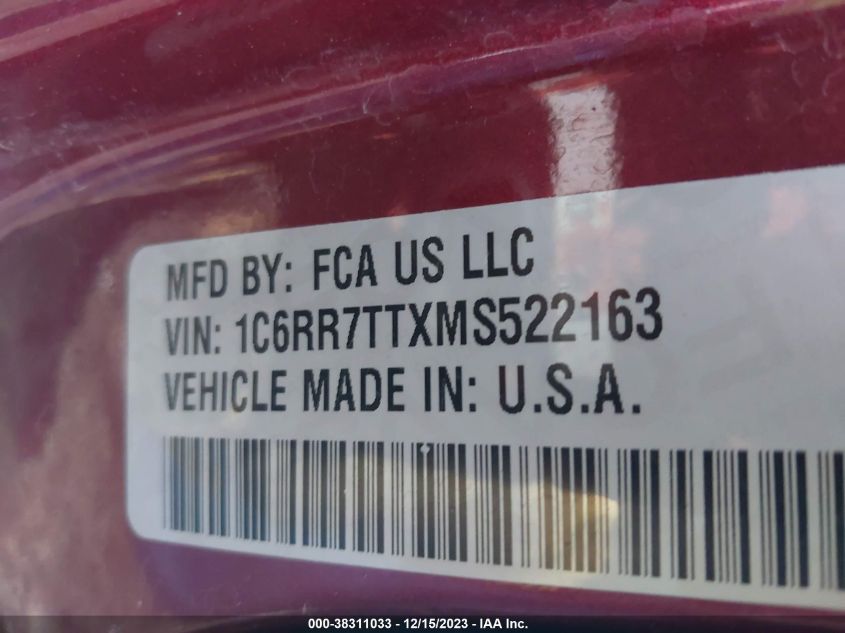 MFD BY: FCA US LLC
VIN: 1C6RR7TTXMS522163
VEHICLE MADE IN: U.S.A.
000-38311033 - 12/15/2023 - IAA Inc.